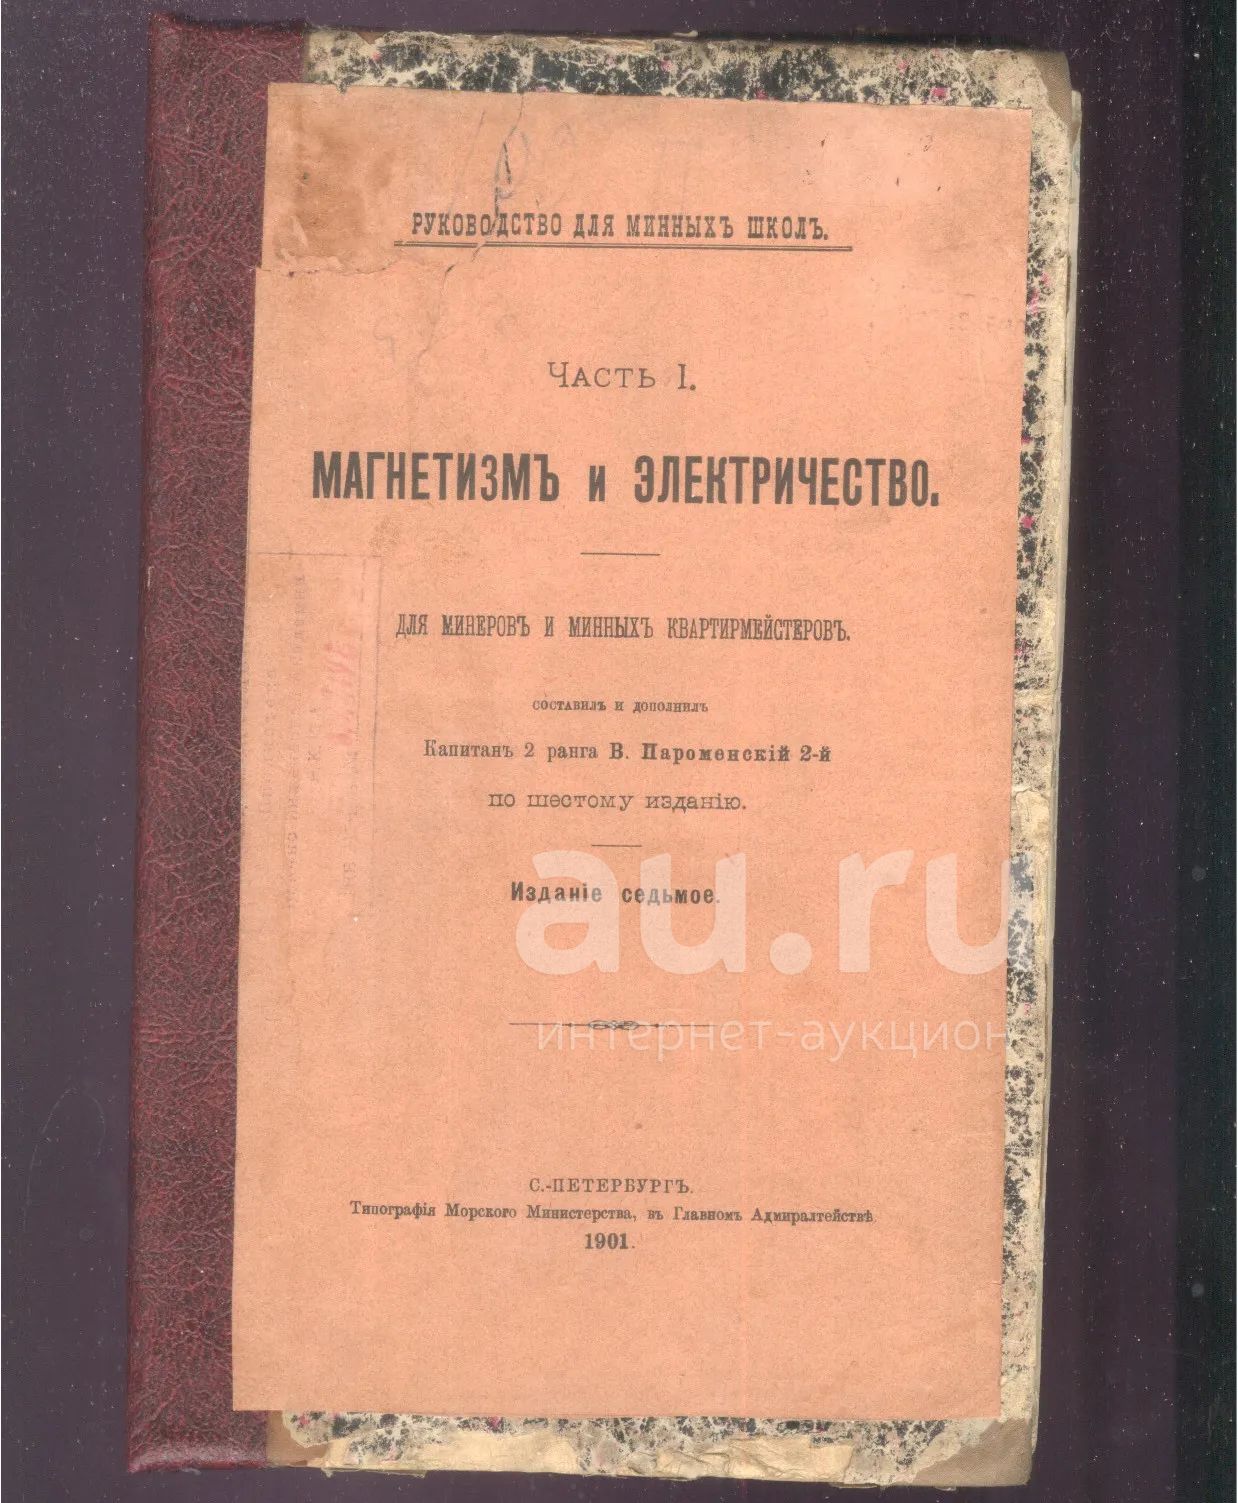 РУКОВОДСТВО ДЛЯ МИННЫХЪ ШКОЛЪ.
ЧАСТЬ I.
МАГНЕТИЗМЪ и ЭЛЕКТРИЧЕСТВО.
ДЛЯ МИНЕРОВЪ И МИННЫХЪ КВАРТИРМЕЙСТЕРОВЪ.
СОСТАВИЛЪ И ДОПОЛНИЛЪ
Капитанъ 2 ранга В. Пароменскій 2-й
по шестому изданію.
Изданіе седьмое.
au.ru
интернет-аукцион
С.-ПЕТЕРБУРГЪ.
Типографія Морского Министерства, въ Главномъ Адмиралтействѣ.
1901.